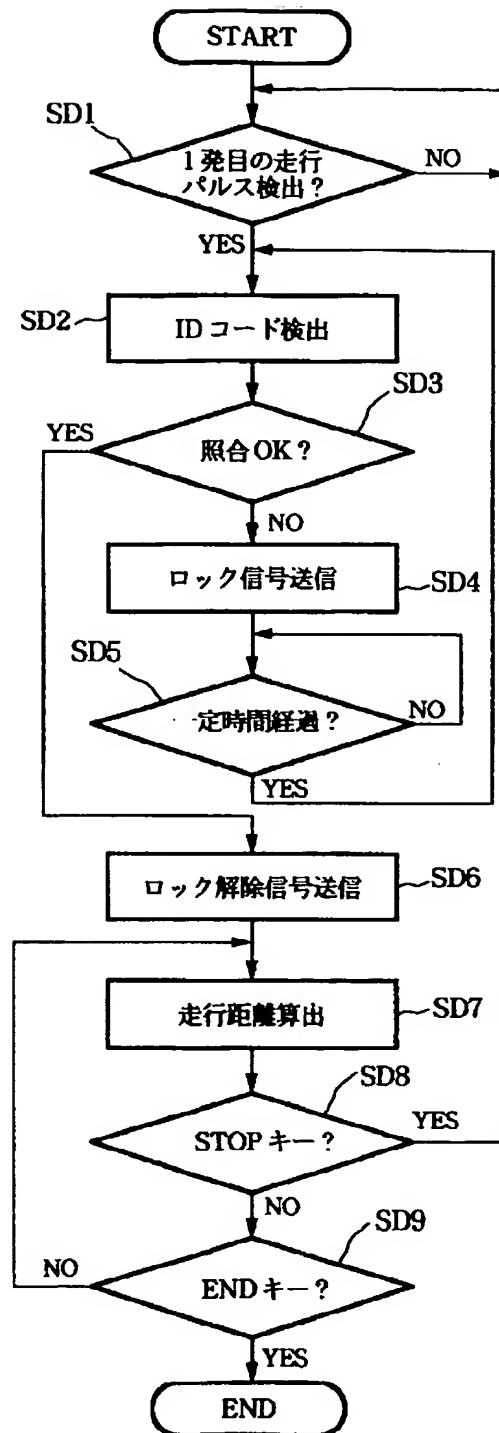 START
SD1
1発目の走行
パルス検出?
NO
YES
SD2
IDコード検出
SD3
YES
照合OK?
NO
ロック信号送信
SD4
SD5
一定時間経過?
NO
YES
ロック解除信号送信
SD6
走行距離算出
SD7
SD8
STOPキー?
YES
NO
SD9
NO
ENDキー?
YES
END